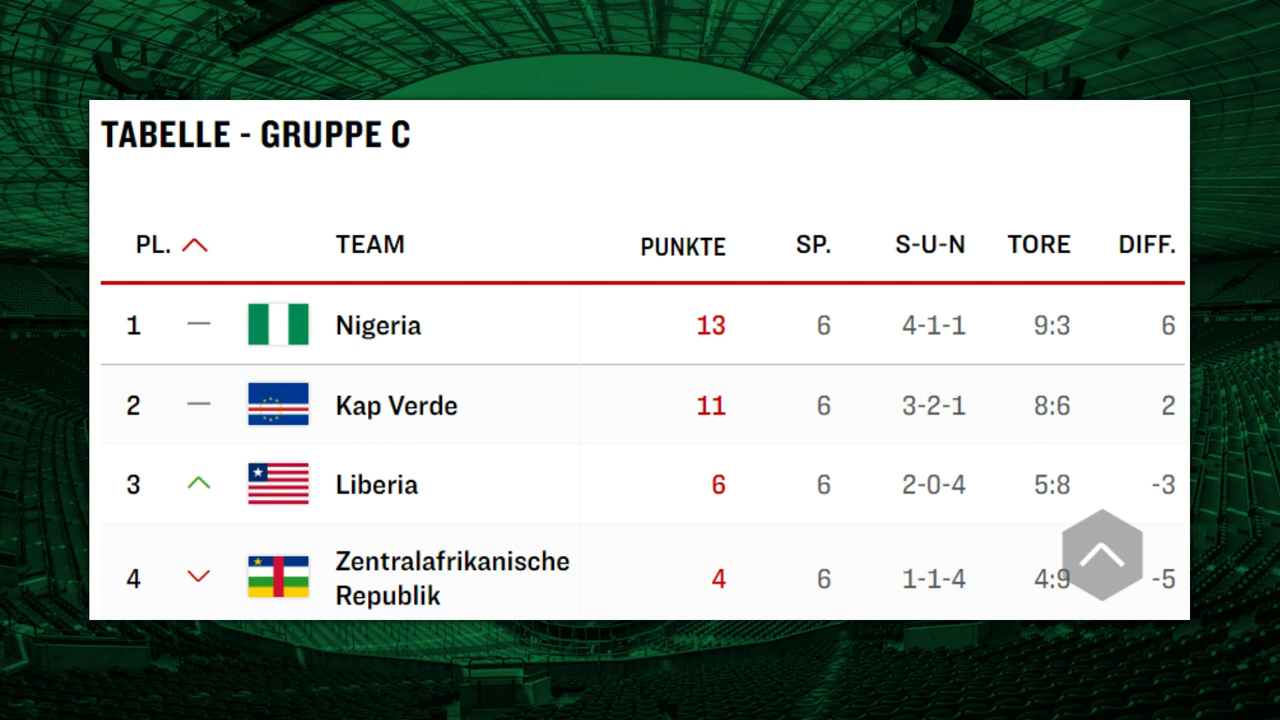 TABELLE - GRUPPE C
PL. TEAM PUNKTE SP. S-U-N TORE DIFF.
1 Nigeria 13 6 4-1-1 9:3 6
2 Kap Verde 11 6 3-2-1 8:6 2
3 Liberia 6 6 2-0-4 5:8 -3
4 Zentralafrikanische
Republik 4 6 1-1-4 4:9 -5